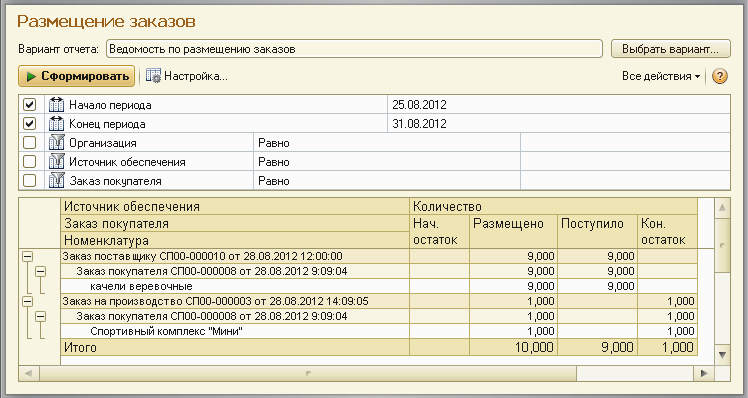 Размещение заказов
Вариант отчета: Ведомость по размещению заказов Выбрать вариант...
Сформировать Настройка... Все действия ?
Начало периода 25.08.2012
Конец периода 31.08.2012
Организация Равно
Источник обеспечения Равно
Заказ покупателя Равно
Источник обеспечения Количество
Заказ покупателя Нач. остаток Размещено Поступило Кон. остаток
Номенклатура
Заказ поставщику СП00-000010 от 28.08.2012 12:00:00 9,000 9,000
Заказ покупателя СП00-000008 от 28.08.2012 9:09:04 9,000 9,000
качели веревочные 9,000 9,000
Заказ на производство СП00-000003 от 28.08.2012 14:09:05 1,000 1,000
Заказ покупателя СП00-000008 от 28.08.2012 9:09:04 1,000 1,000
Спортивный комплекс "Мини" 1,000 1,000
Итого 10,000 9,000 1,000